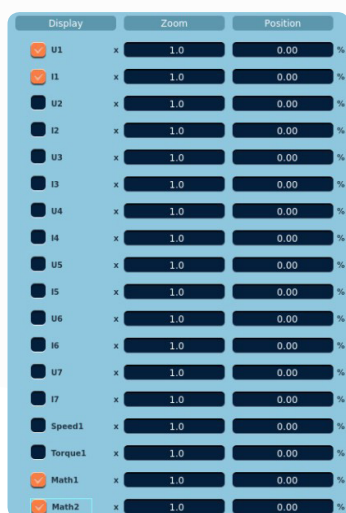 Display Zoom Position
U1 x 1.0 0.00 %
I1 x 1.0 0.00 %
U2 x 1.0 0.00 %
I2 x 1.0 0.00 %
U3 x 1.0 0.00 %
I3 x 1.0 0.00 %
U4 x 1.0 0.00 %
I4 x 1.0 0.00 %
U5 x 1.0 0.00 %
I5 x 1.0 0.00 %
U6 x 1.0 0.00 %
I6 x 1.0 0.00 %
U7 x 1.0 0.00 %
I7 x 1.0 0.00 %
Speed1 x 1.0 0.00 %
Torque1 x 1.0 0.00 %
Math1 x 1.0 0.00 %
Math2 x 1.0 0.00 %